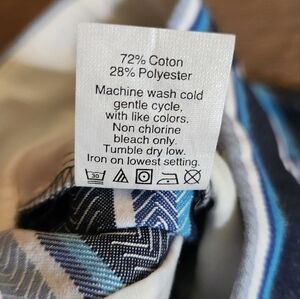 72% Coton
28% Polyester
Machine wash cold
gentle cycle,
with like colors.
Non chlorine
bleach only.
Tumble dry low.
Iron on lowest setting.
30